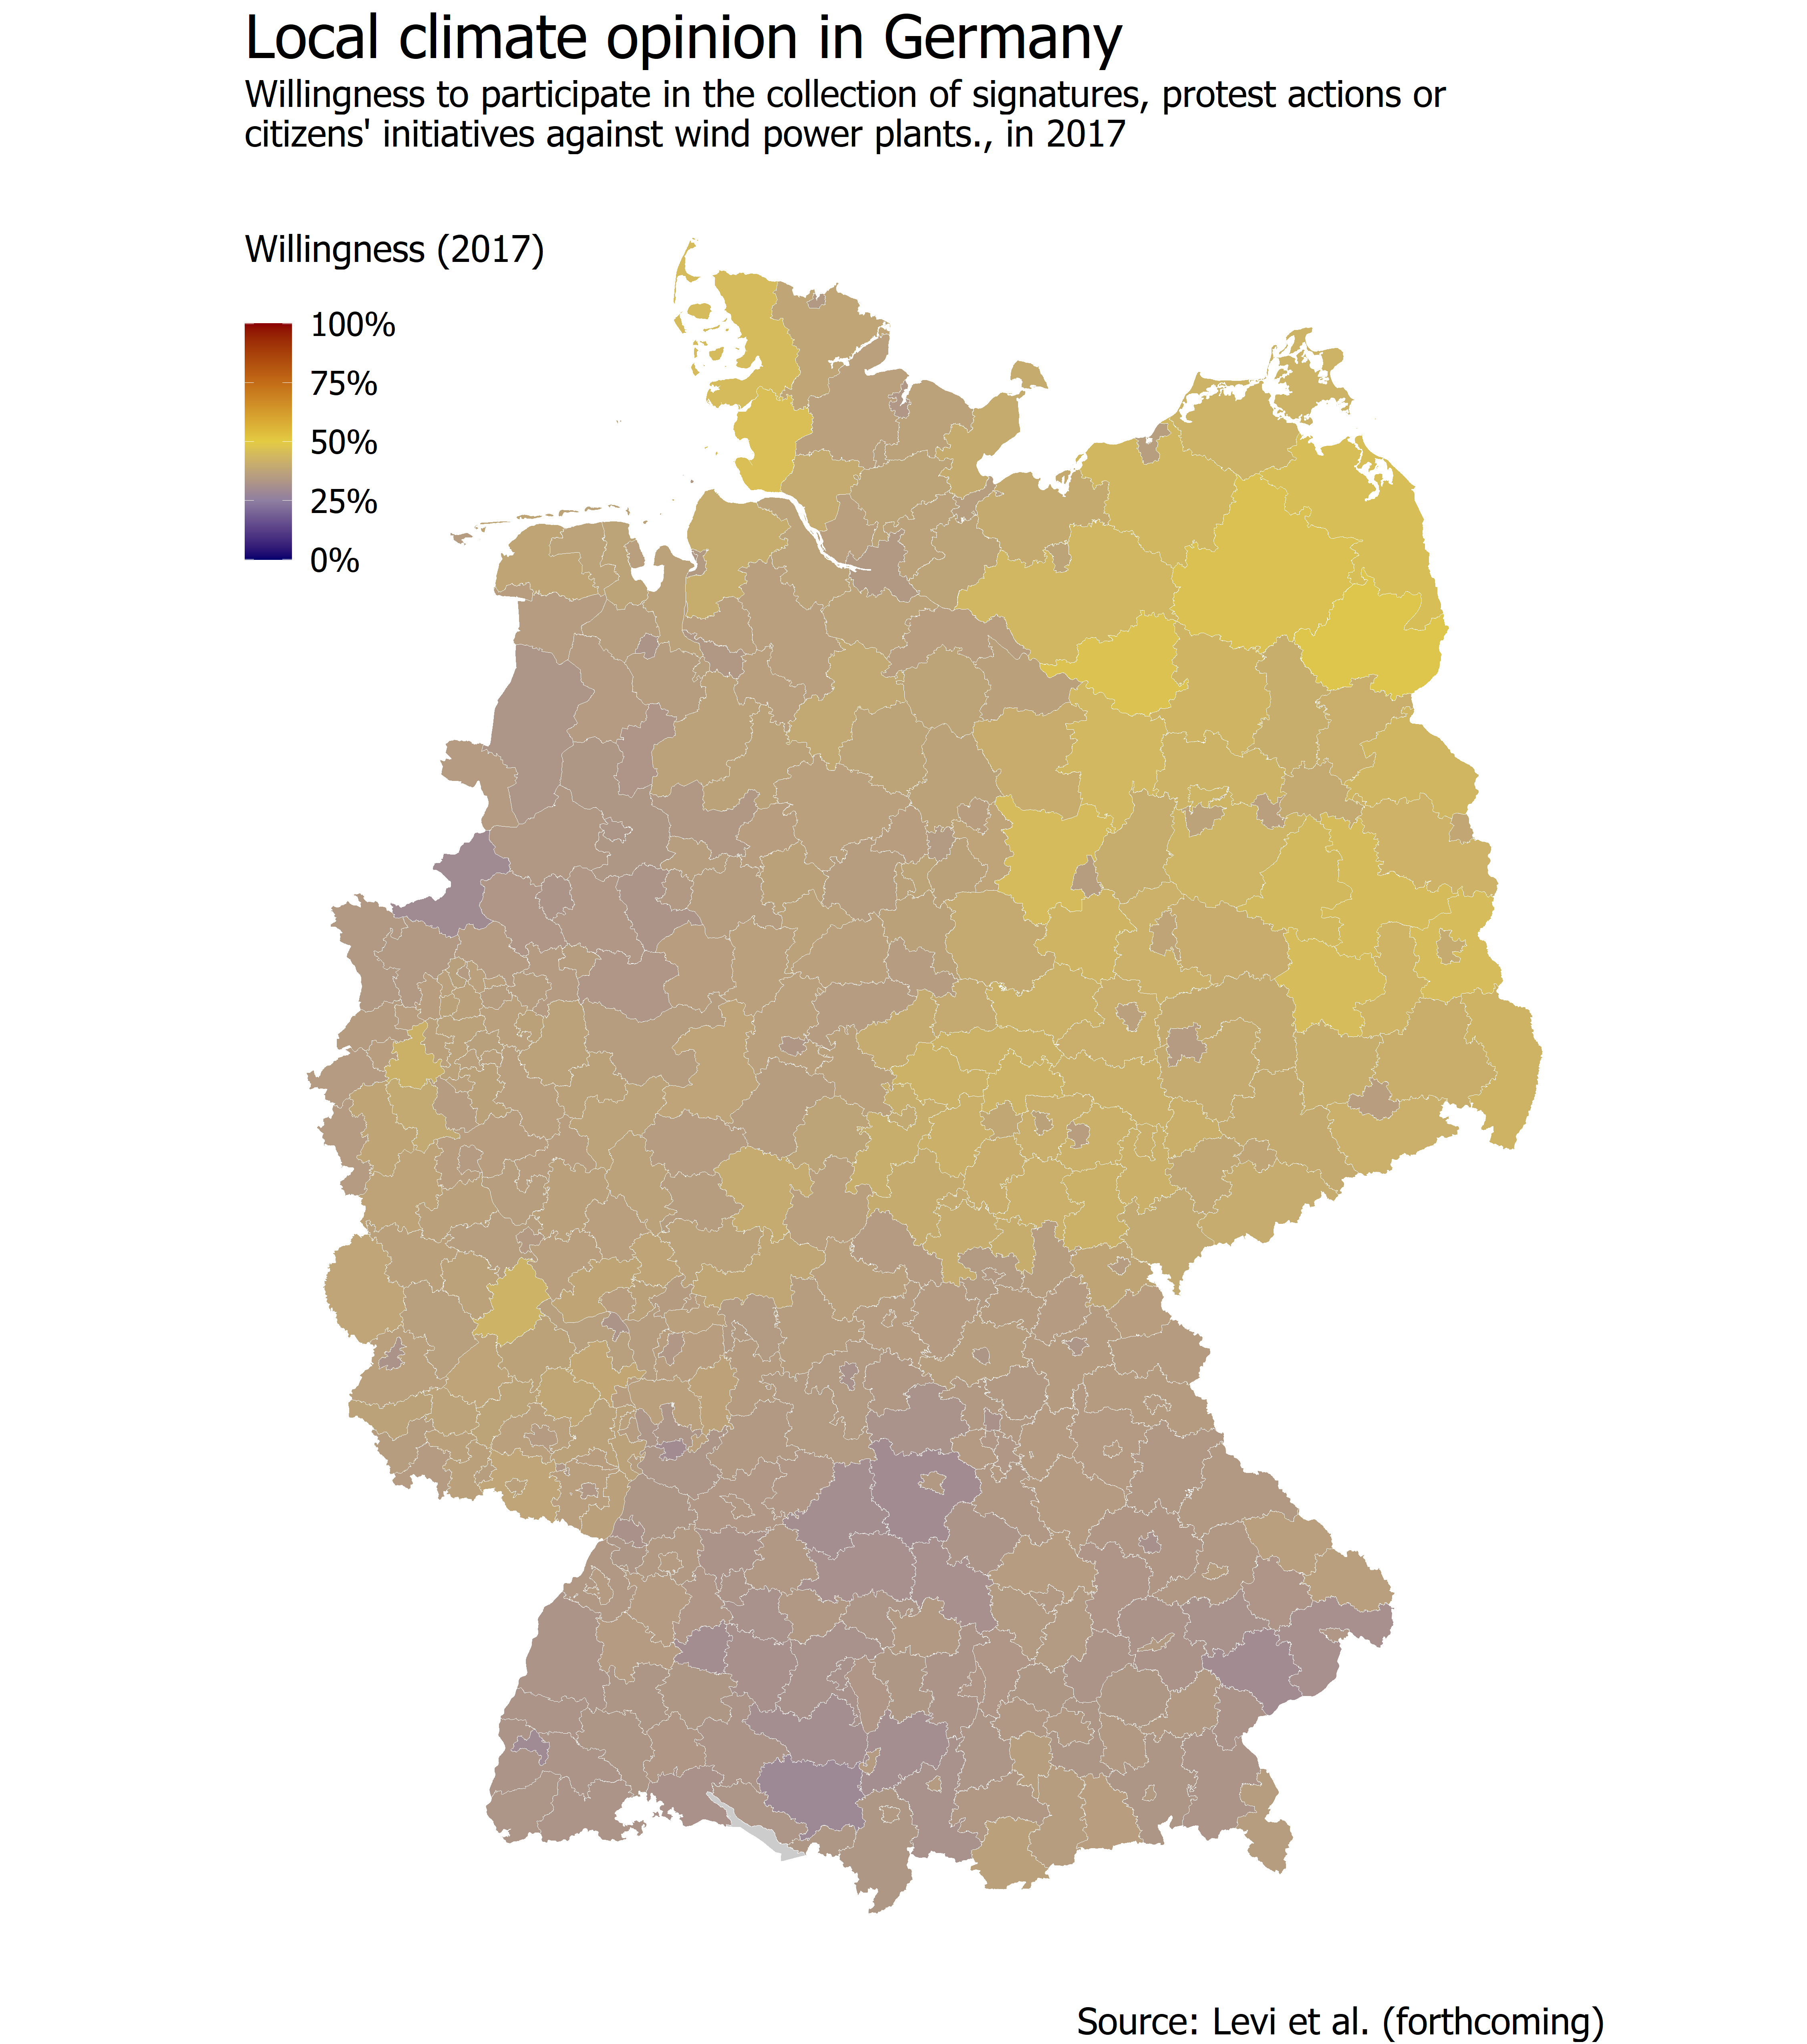 Local climate opinion in Germany
Willingness to participate in the collection of signatures, protest actions or
citizens' initiatives against wind power plants., in 2017
Willingness (2017)
100%
75%
50%
25%
0%
Source: Levi et al. (forthcoming)